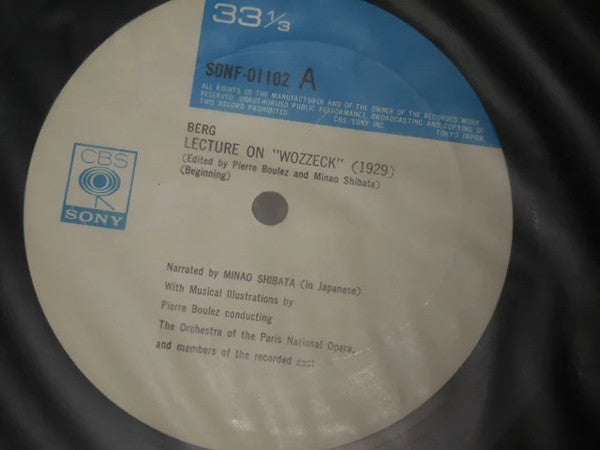 33 1/3
SONF-01102 A
ALL RIGHTS OF THE MANUFACTURER AND OF THE OWNER OF THE RECORDED WORK
RESERVED. UNAUTHORIZED PUBLIC PERFORMANCE, BROADCASTING AND COPYING OF
THIS RECORD PROHIBITED. CBS/SONY INC. TOKYO JAPAN.
BERG
LECTURE ON "WOZZECK" (1929)
(Edited by Pierre Boulez and Minao Shibata)
(Beginning)
CBS
SONY
Narrated by MINAO SHIBATA (in Japanese)
With Musical Illustrations by
Pierre Boulez conducting
The Orchestra of the Paris National Opera,
and members of the recorded cast